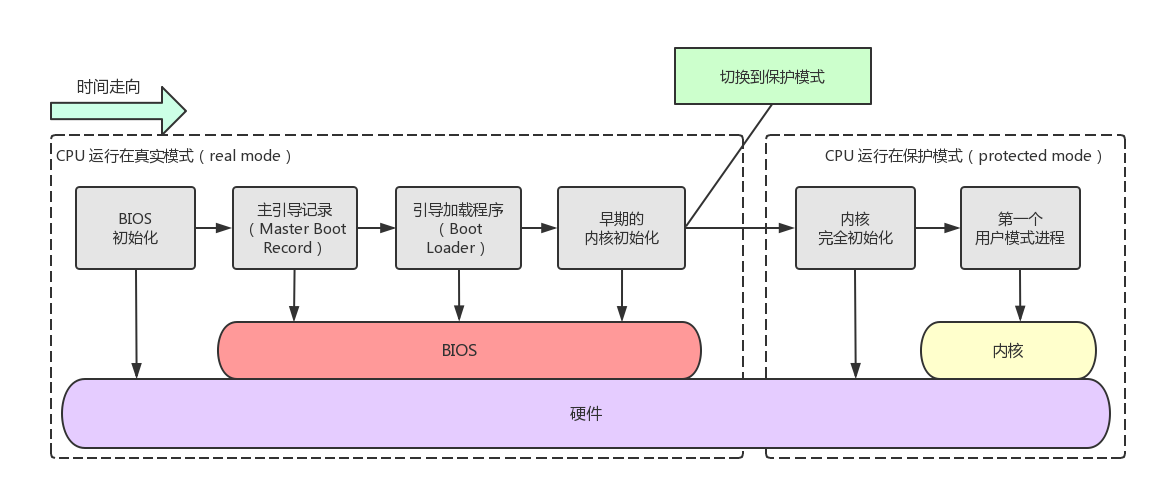 切换到保护模式
时间走向
CPU 运行在真实模式（real mode）
CPU 运行在保护模式（protected mode）
BIOS
初始化
主引导记录
（Master Boot
Record）
引导加载程序
（Boot
Loader）
早期的
内核初始化
内核
完全初始化
第一个
用户模式进程
BIOS
内核
硬件